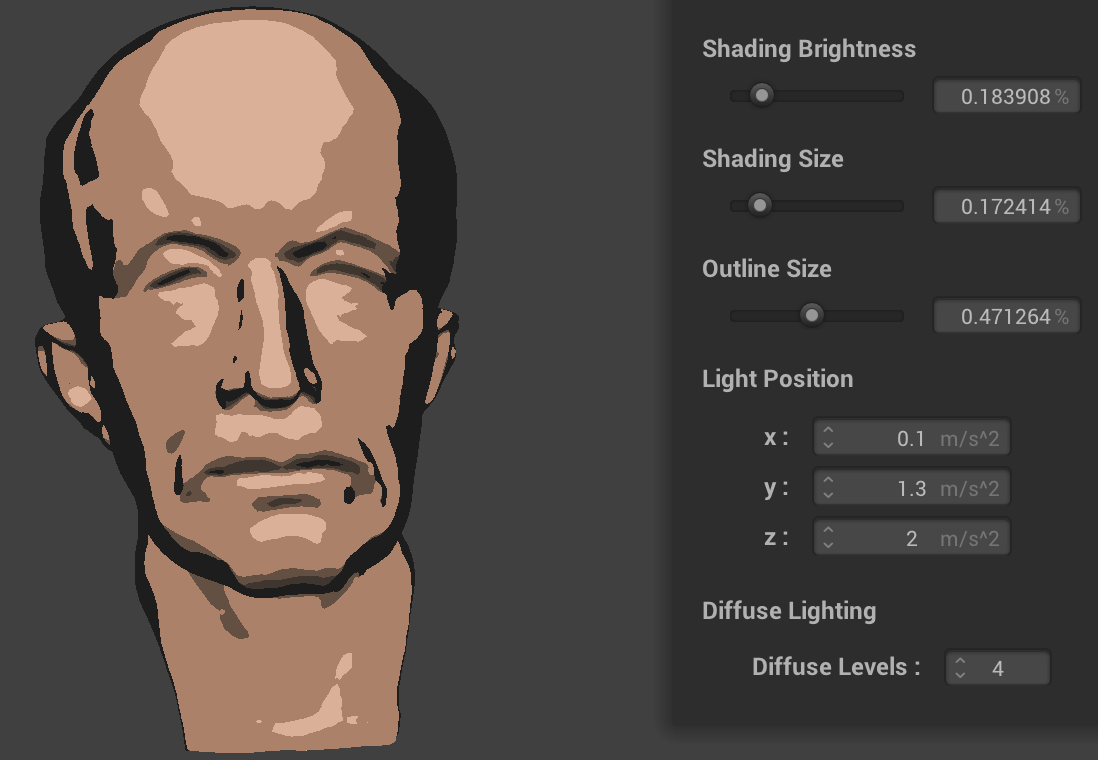 Shading Brightness
0.183908 %
Shading Size
0.172414 %
Outline Size
0.471264 %
Light Position
x : 0.1 m/s^2
y : 1.3 m/s^2
z : 2 m/s^2
Diffuse Lighting
Diffuse Levels : 4